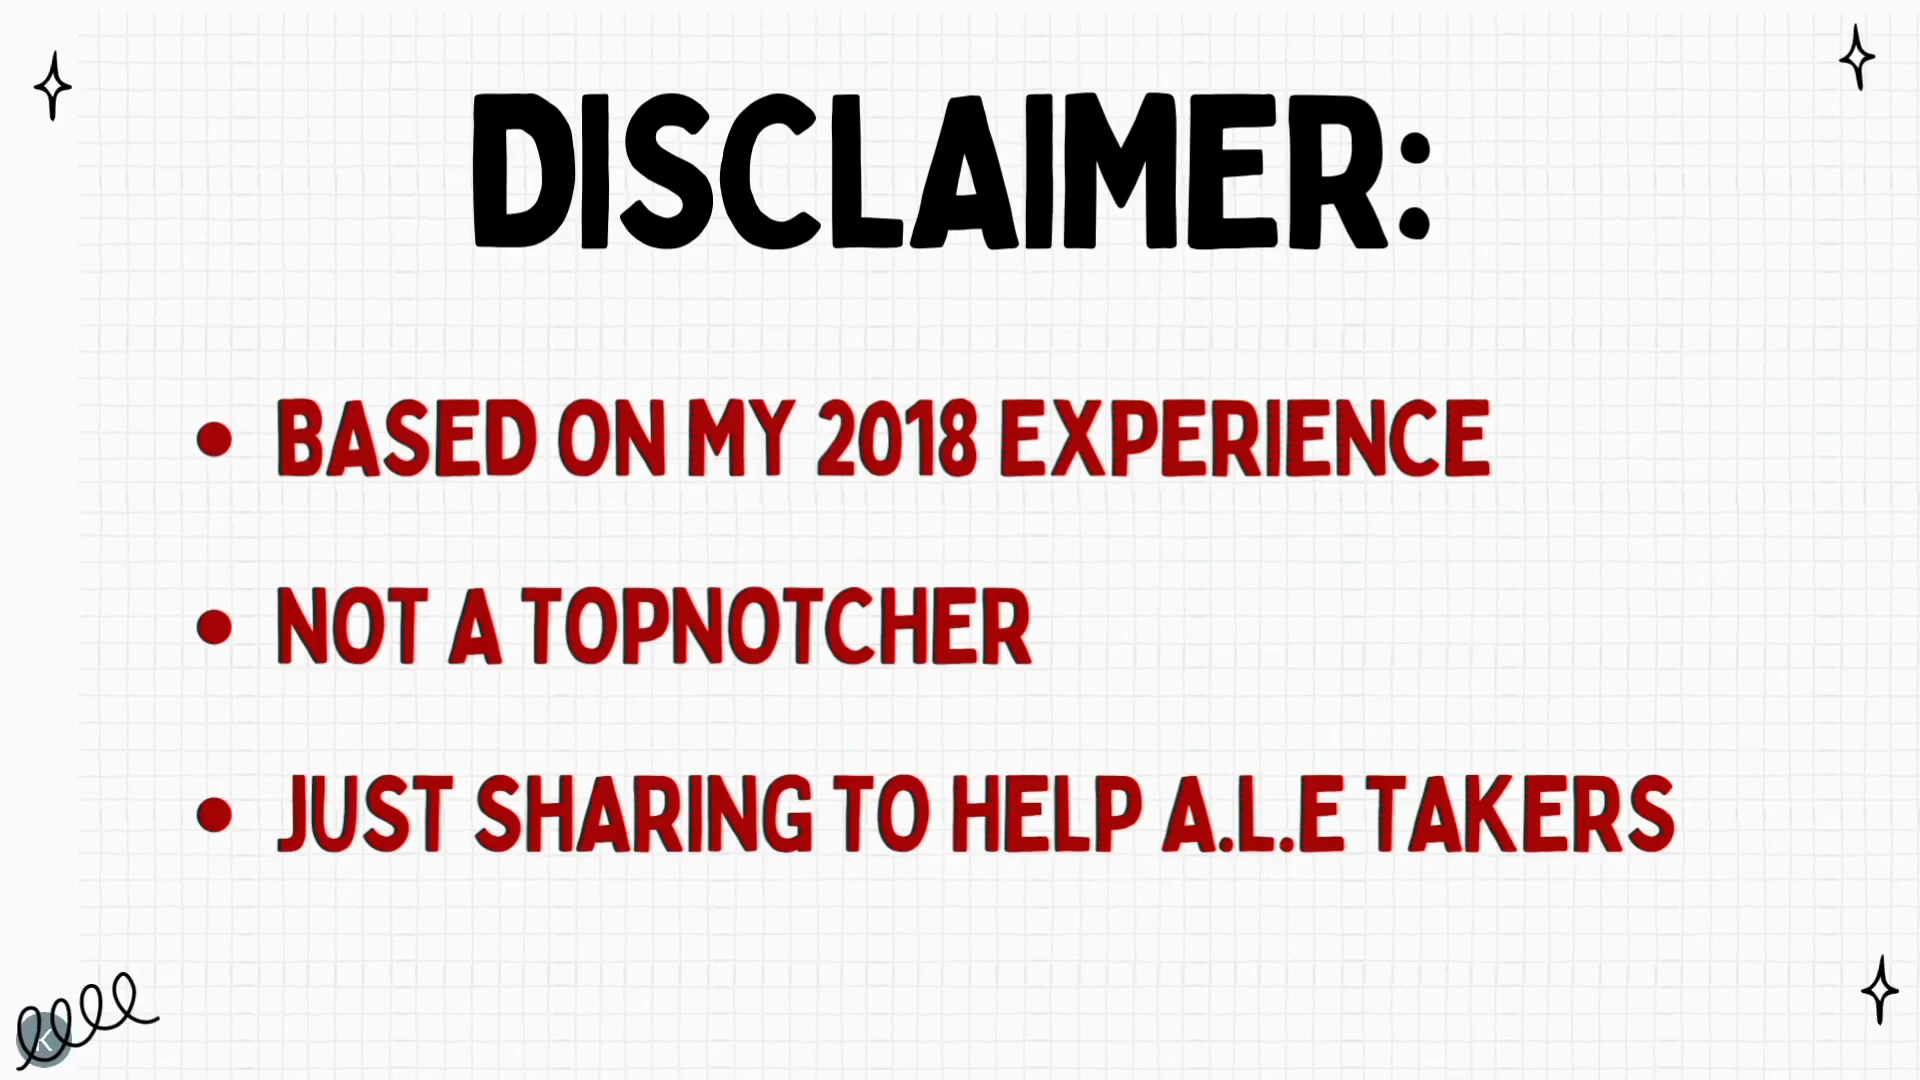 DISCLAIMER:
• BASED ON MY 2018 EXPERIENCE
• NOT A TOPNOTCHER
• JUST SHARING TO HELP A.L.E TAKERS
K